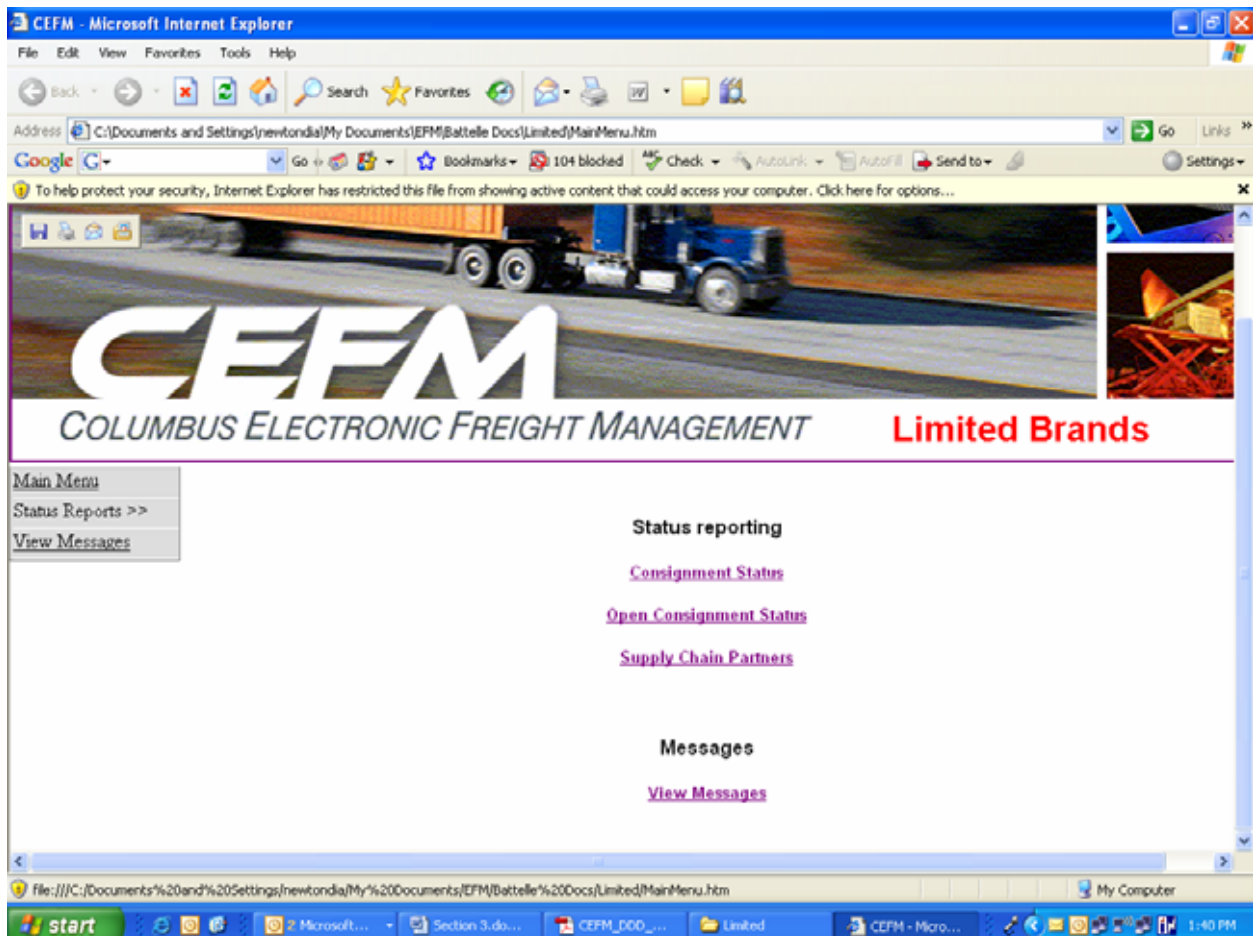 CEFM - Microsoft Internet Explorer
File Edit View Favorites Tools Help
Back Search Favorites
Address C:\Documents and Settings\newtondia\My Documents\EFM\Battelle Docs\Limited\MainMenu.htm Go Links »
Google G Go Bookmarks 104 blocked Check AutoLink AutoFill Send to Settings
To help protect your security, Internet Explorer has restricted this file from showing active content that could access your computer. Click here for options...
CEFM
COLUMBUS ELECTRONIC FREIGHT MANAGEMENT Limited Brands
Main Menu
Status Reports >>
View Messages
Status reporting
Consignment Status
Open Consignment Status
Supply Chain Partners
Messages
View Messages
file:///C:/Documents%20and%20Settings/newtondia/My%20Documents/EFM/Battelle%20Docs/Limited/MainMenu.htm My Computer
start 2 Microsoft... Section 3.do... CEFM_DDD_... Limited CEFM - Micro... 1:40 PM